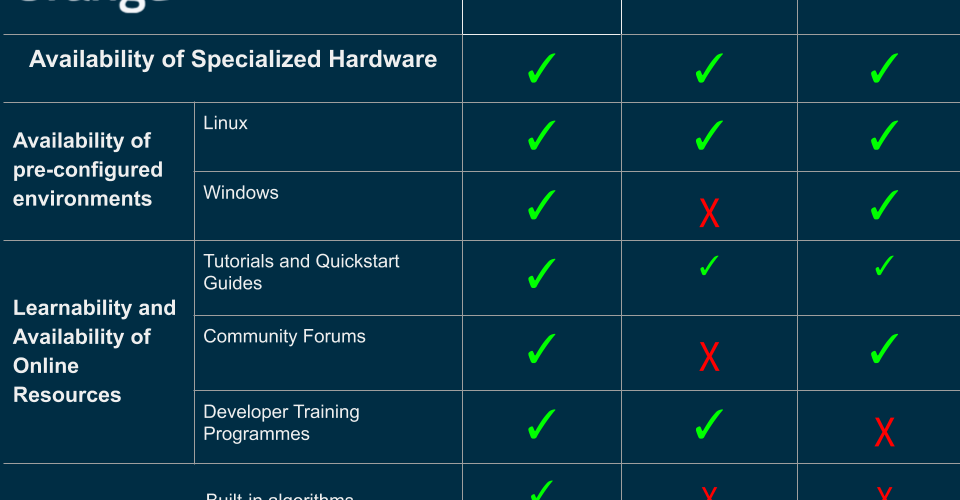 Availability of Specialized Hardware ✓ ✓ ✓
Availability of
pre-configured
environments
Linux ✓ ✓ ✓
Windows ✓ X ✓
Learnability and
Availability of
Online
Resources
Tutorials and Quickstart
Guides ✓ ✓ ✓
Community Forums ✓ X ✓
Developer Training
Programmes ✓ ✓ X
Built-in algorithms ✓ X X